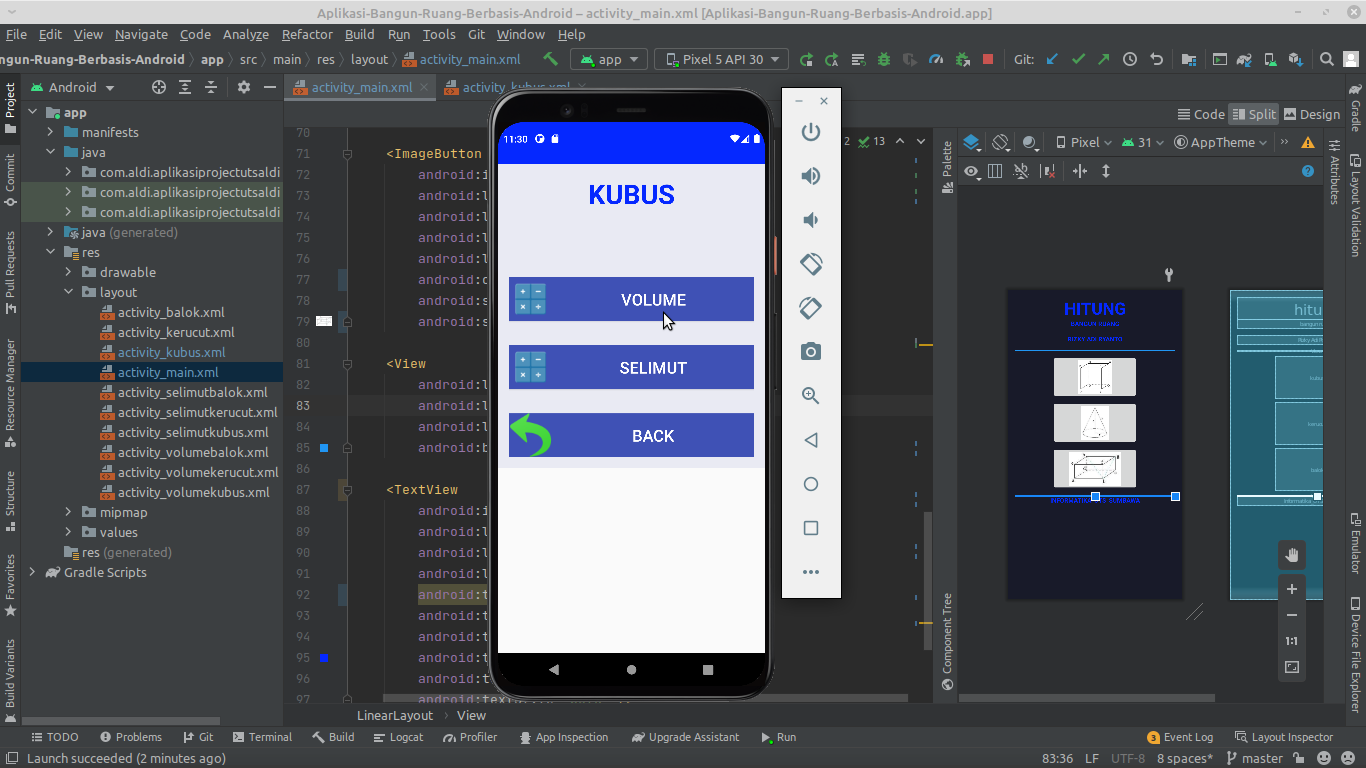 Aplikasi-Bangun-Ruang-Berbasis-Android – activity_main.xml [Aplikasi-Bangun-Ruang-Berbasis-Android.app]
File Edit View Navigate Code Analyze Refactor Build Run Tools Git Window Help
ngun-Ruang-Berbasis-Android app src main res layout activity_main.xml app Pixel 5 API 30 Git:
Project
Commit
Pull Requests
Resource Manager
Structure
Favorites
Build Variants
Android
app
manifests
java
com.aldi.aplikasiprojectutsaldi
com.aldi.aplikasiprojectutsaldi
com.aldi.aplikasiprojectutsaldi
java (generated)
res
drawable
layout
activity_balok.xml
activity_kerucut.xml
activity_kubus.xml
activity_main.xml
activity_selimutbalok.xml
activity_selimutkerucut.xml
activity_selimutkubus.xml
activity_volumebalok.xml
activity_volumekerucut.xml
activity_volumekubus.xml
mipmap
values
res (generated)
Gradle Scripts
activity_main.xml activity_kubus.xml
Code Split Design
2 13
70
71 <ImageButton
72 android:i
73 android:l
74 android:l
75 android:l
76 android:l
77 android:c
78 android:s
79 android:s
80
81 <View
82 android:l
83 android:l
84 android:l
85 android:b
86
87 <TextView
88 android:i
89 android:l
90 android:l
91 android:l
92 android:t
93 android:t
94 android:t
95 android:t
96 android:t
97
LinearLayout View
11:30
KUBUS
VOLUME
SELIMUT
BACK
Palette
Component Tree
Pixel 31 AppTheme
HITUNG
BANGUN RUANG
hitu
1:1
Gradle
Attributes
Layout Validation
Emulator
Device File Explorer
TODO Problems Git Terminal Build Logcat Profiler App Inspection Upgrade Assistant Run 3 Event Log Layout Inspector
Launch succeeded (2 minutes ago) 83:36 LF UTF-8 8 spaces* master